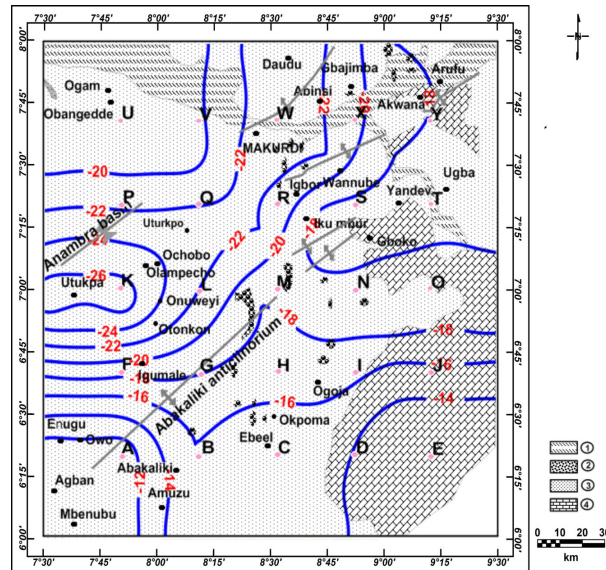 7°30' 7°45' 8°00' 8°15' 8°30' 8°45' 9°00' 9°15' 9°30'
8°00' 8°00'
N
Daudu Gbajimba Arufu
Ogam Abinsi Akwana -18
7°45' Obangedde U V W -22 -20 X Y 7°45'
MAKURDI
7°30' -20 -22 Igbor Wannube Ugba 7°30'
P Q R S Yandev T
-22 Iku muur
7°15' Anambra basin Uturkpo -22 -20 -18 Gboko 7°15'
Ochobo
-26 Olampecho
K L M N O
7°00' Utukpa Onuweyi 7°00'
-24 Otonkon -18 -18
6°45' -22 6°45'
-20
F Igumale G H I -16 J
-16 Abakaliki anticlinorium -16 Ogoja -14
6°30' Enugu Okpoma 6°30'
Owo Ebeel
A B C D E
Abakaliki
6°15' Agban -12 -14 6°15'
Amuzu
Mbenubu
6°00' 6°00'
7°30' 7°45' 8°00' 8°15' 8°30' 8°45' 9°00' 9°15' 9°30'
1
2
3
4
0 10 20 30
km